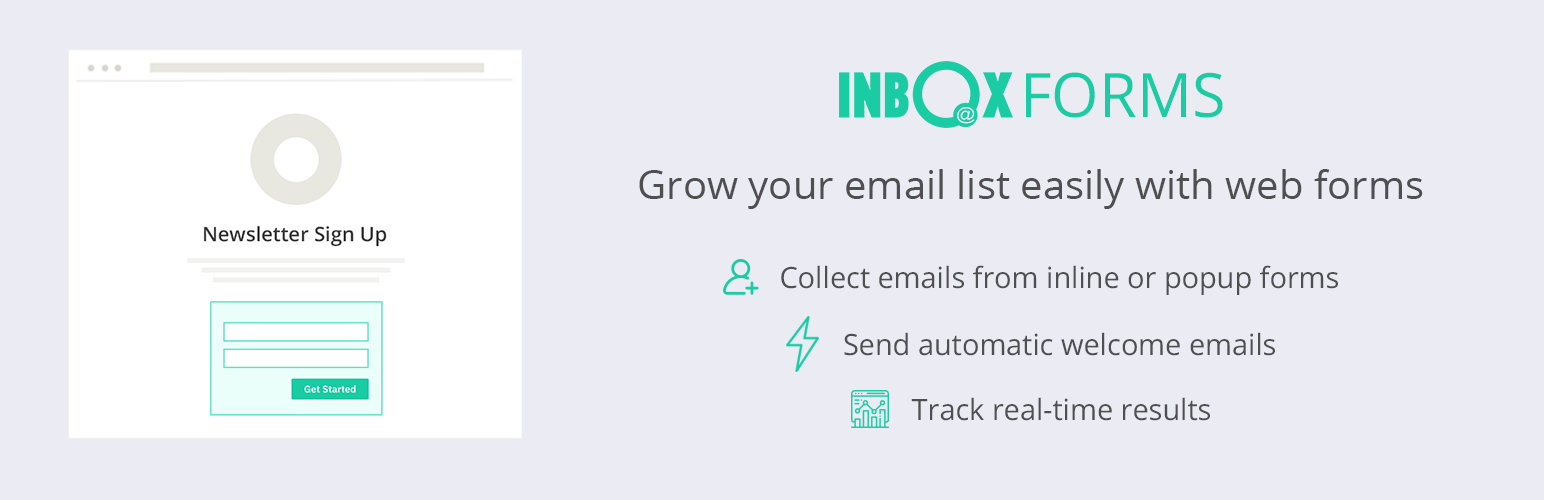 Newsletter Sign Up
Get Started
INBOX FORMS
@
Grow your email list easily with web forms
Collect emails from inline or popup forms
Send automatic welcome emails
Track real-time results